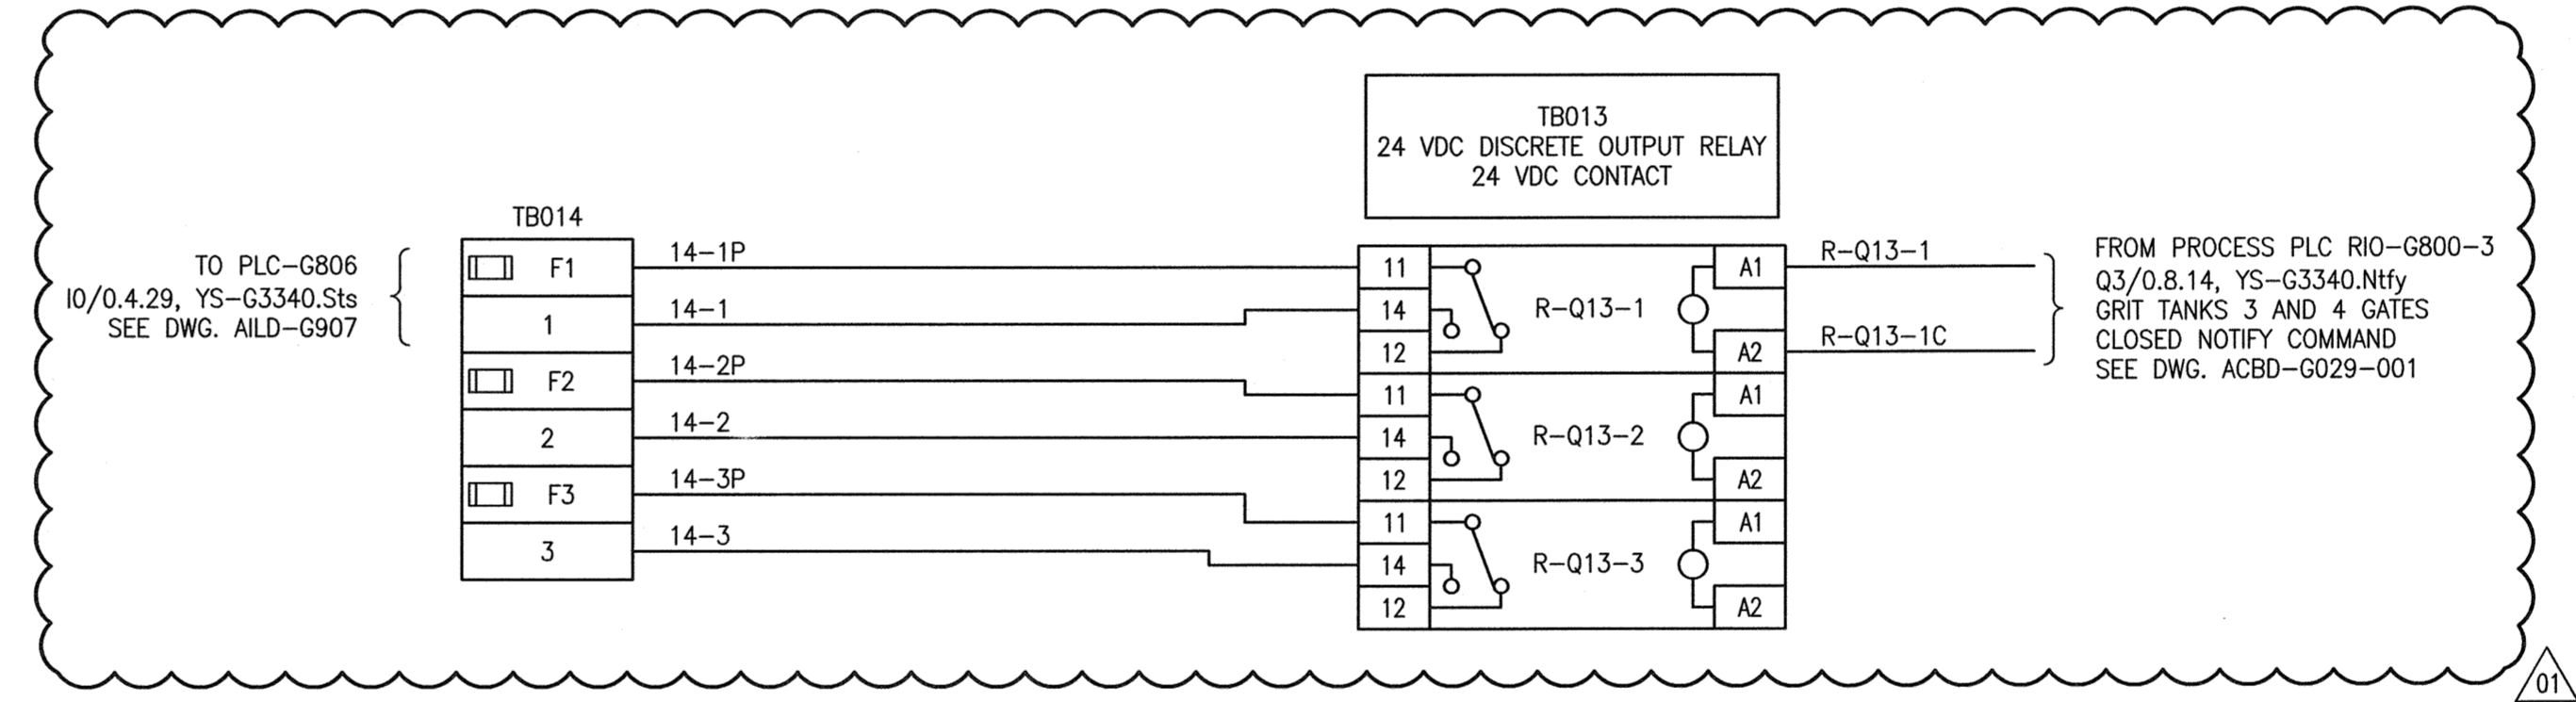 TB013
24 VDC DISCRETE OUTPUT RELAY
24 VDC CONTACT
TB014
TO PLC-G806
I0/0.4.29, YS-G3340.Sts
SEE DWG. AILD-G907
F1
1
F2
2
F3
3
14-1P
14-1
14-2P
14-2
14-3P
14-3
11
14
12
R-Q13-1
A1
A2
11
14
12
R-Q13-2
A1
A2
11
14
12
R-Q13-3
A1
A2
R-Q13-1
R-Q13-1C
FROM PROCESS PLC RIO-G800-3
Q3/0.8.14, YS-G3340.Ntfy
GRIT TANKS 3 AND 4 GATES
CLOSED NOTIFY COMMAND
SEE DWG. ACBD-G029-001
01